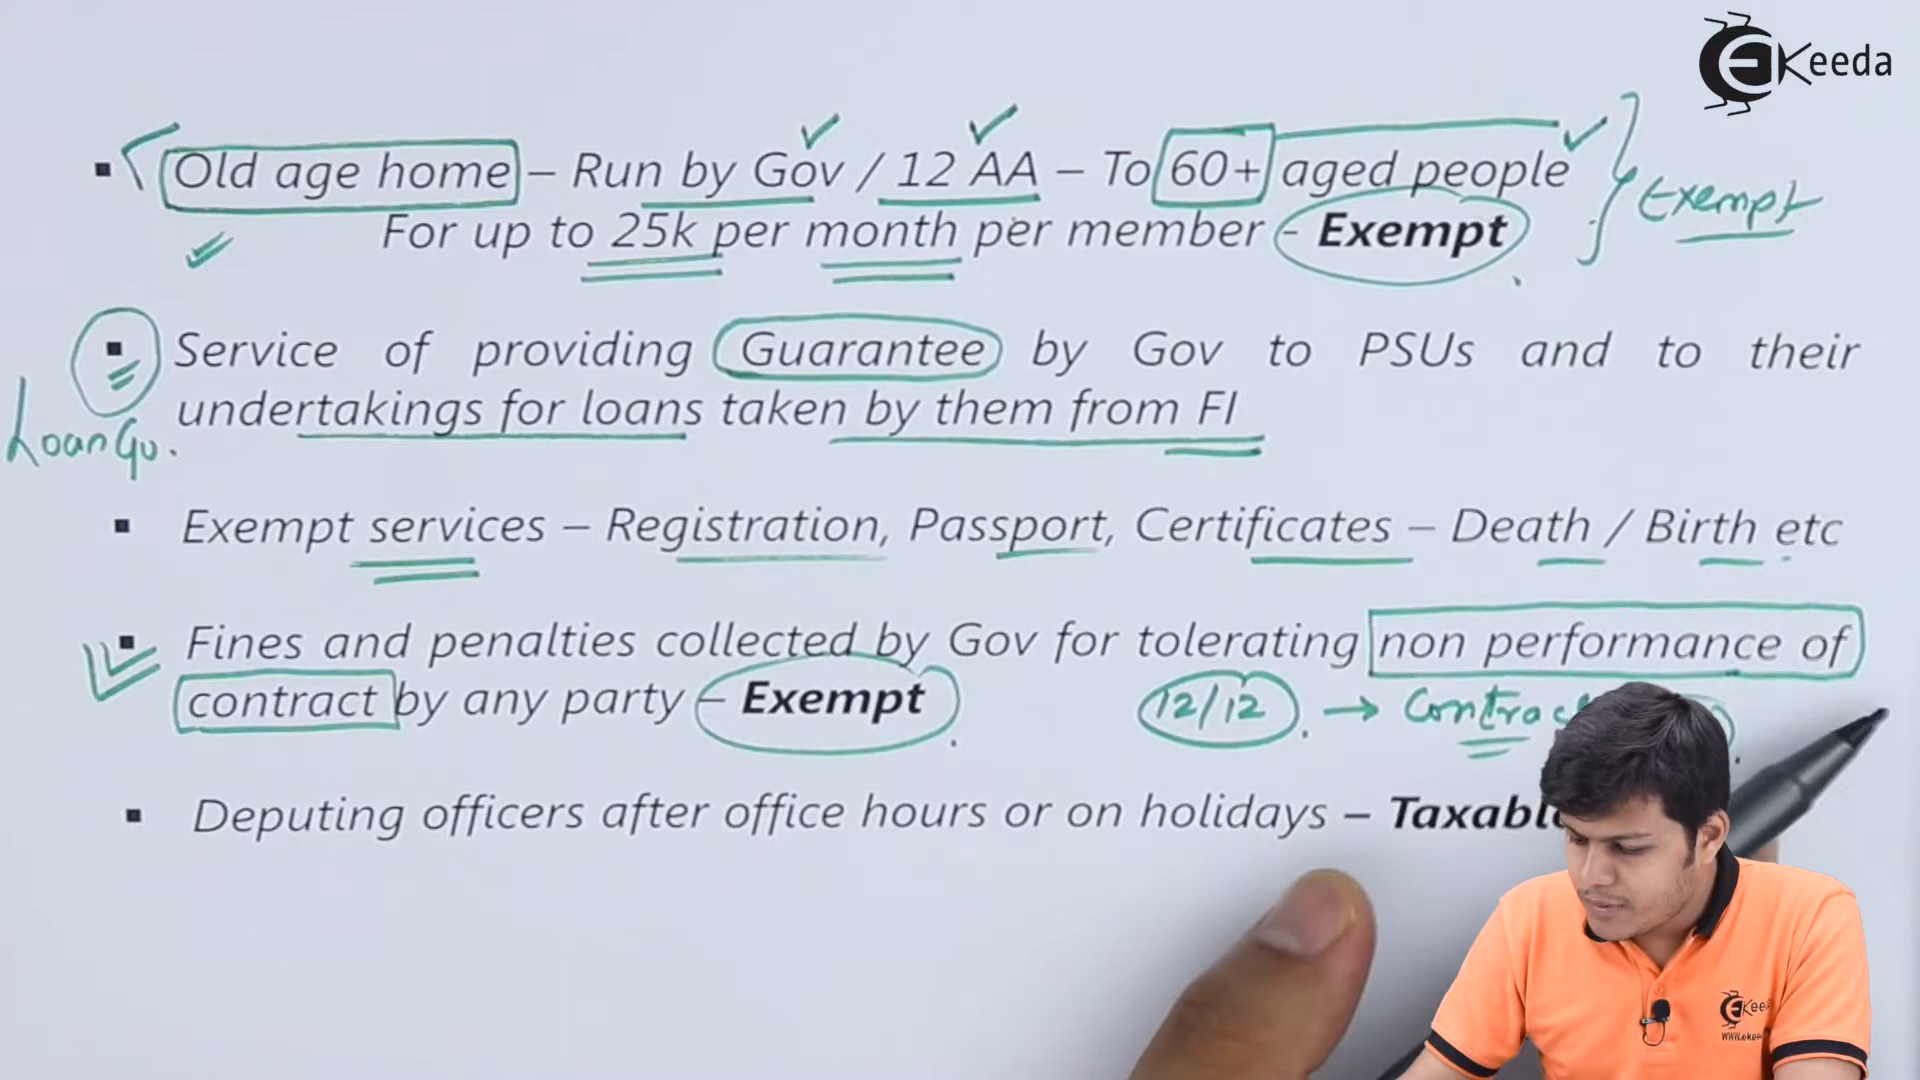 Keeda
▪ Old age home – Run by Gov / 12 AA – To 60+ aged people
For up to 25k per month per member - Exempt
Exempt
▪ Service of providing Guarantee by Gov to PSUs and to their
undertakings for loans taken by them from FI
Loan Gu.
▪ Exempt services – Registration, Passport, Certificates – Death / Birth etc
▪ Fines and penalties collected by Gov for tolerating non performance of
contract by any party – Exempt
12/12 . → Contrac
▪ Deputing officers after office hours or on holidays – Taxable
Keeda